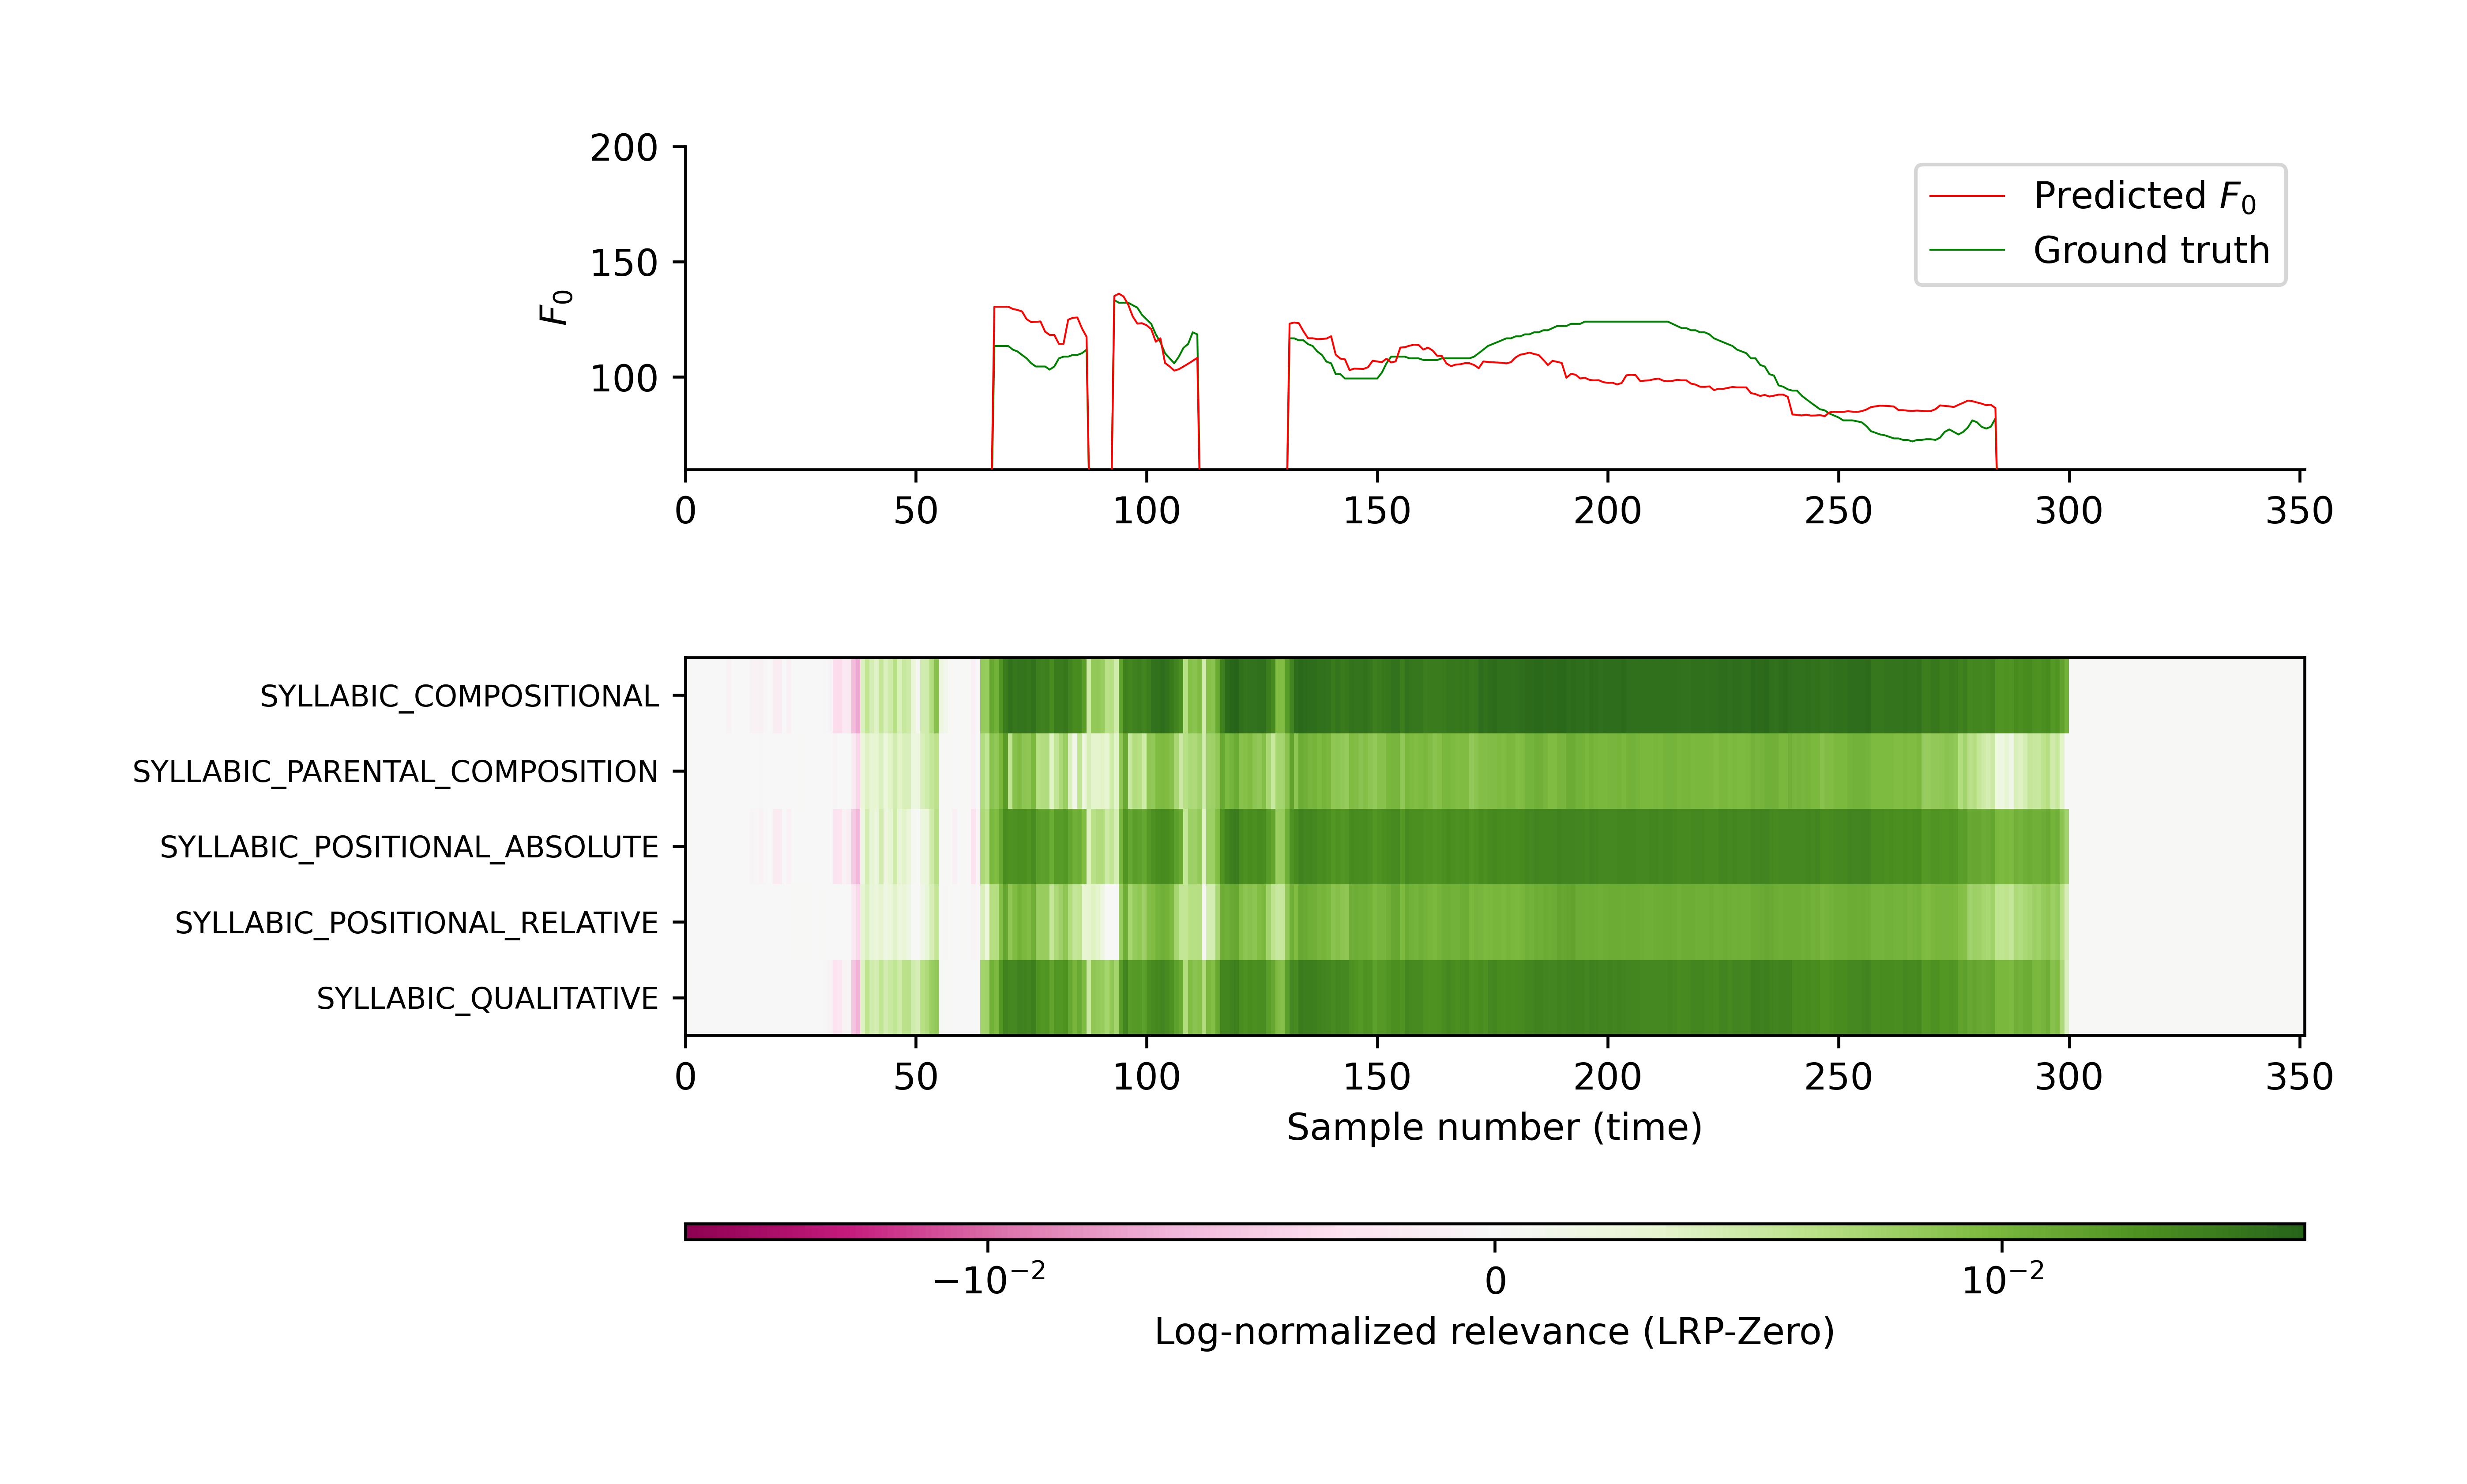 200
150
100
F0
Predicted F0
Ground truth
0 50 100 150 200 250 300 350
SYLLABIC_COMPOSITIONAL
SYLLABIC_PARENTAL_COMPOSITION
SYLLABIC_POSITIONAL_ABSOLUTE
SYLLABIC_POSITIONAL_RELATIVE
SYLLABIC_QUALITATIVE
0 50 100 150 200 250 300 350
Sample number (time)
−10⁻² 0 10⁻²
Log-normalized relevance (LRP-Zero)